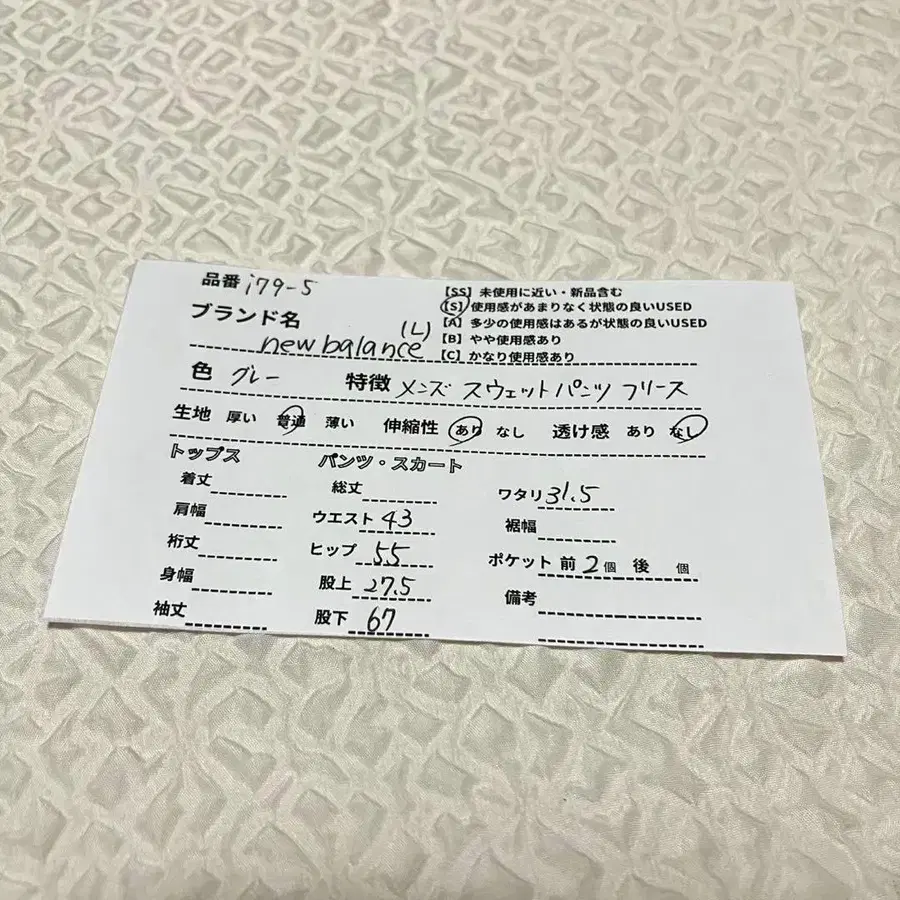 品番 i79-5
ブランド名 new balance (L)
【SS】未使用に近い・新品含む
【S】使用感があまりなく状態の良いUSED
【A】多少の使用感はあるが状態の良いUSED
【B】やや使用感あり
【C】かなり使用感あり
色 グレー 特徴 メンズ スウェットパンツ フリース
生地 厚い 普通 薄い 伸縮性 あり なし 透け感 あり なし
トップス
着丈
肩幅
裄丈
身幅
袖丈
パンツ・スカート
総丈
ウエスト 43
ヒップ 55
股上 27.5
股下 67
ワタリ 31.5
裾幅
ポケット 前 2個 後 個
備考